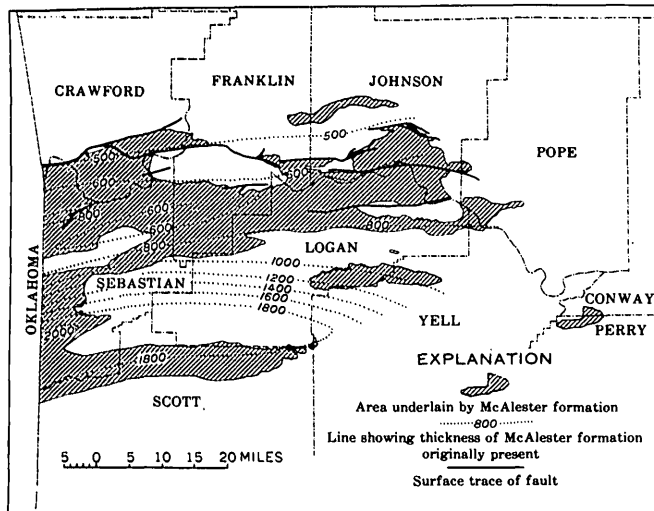 CRAWFORD
FRANKLIN
JOHNSON
POPE
500
500
600
600
600
800
600
800
800
LOGAN
1000
1200
1400
1600
1800
SEBASTIAN
OKLAHOMA
1000
1800
SCOTT
YELL
CONWAY
PERRY
EXPLANATION
Area underlain by McAlester formation
800
Line showing thickness of McAlester formation
originally present
Surface trace of fault
5 0 5 10 15 20 MILES